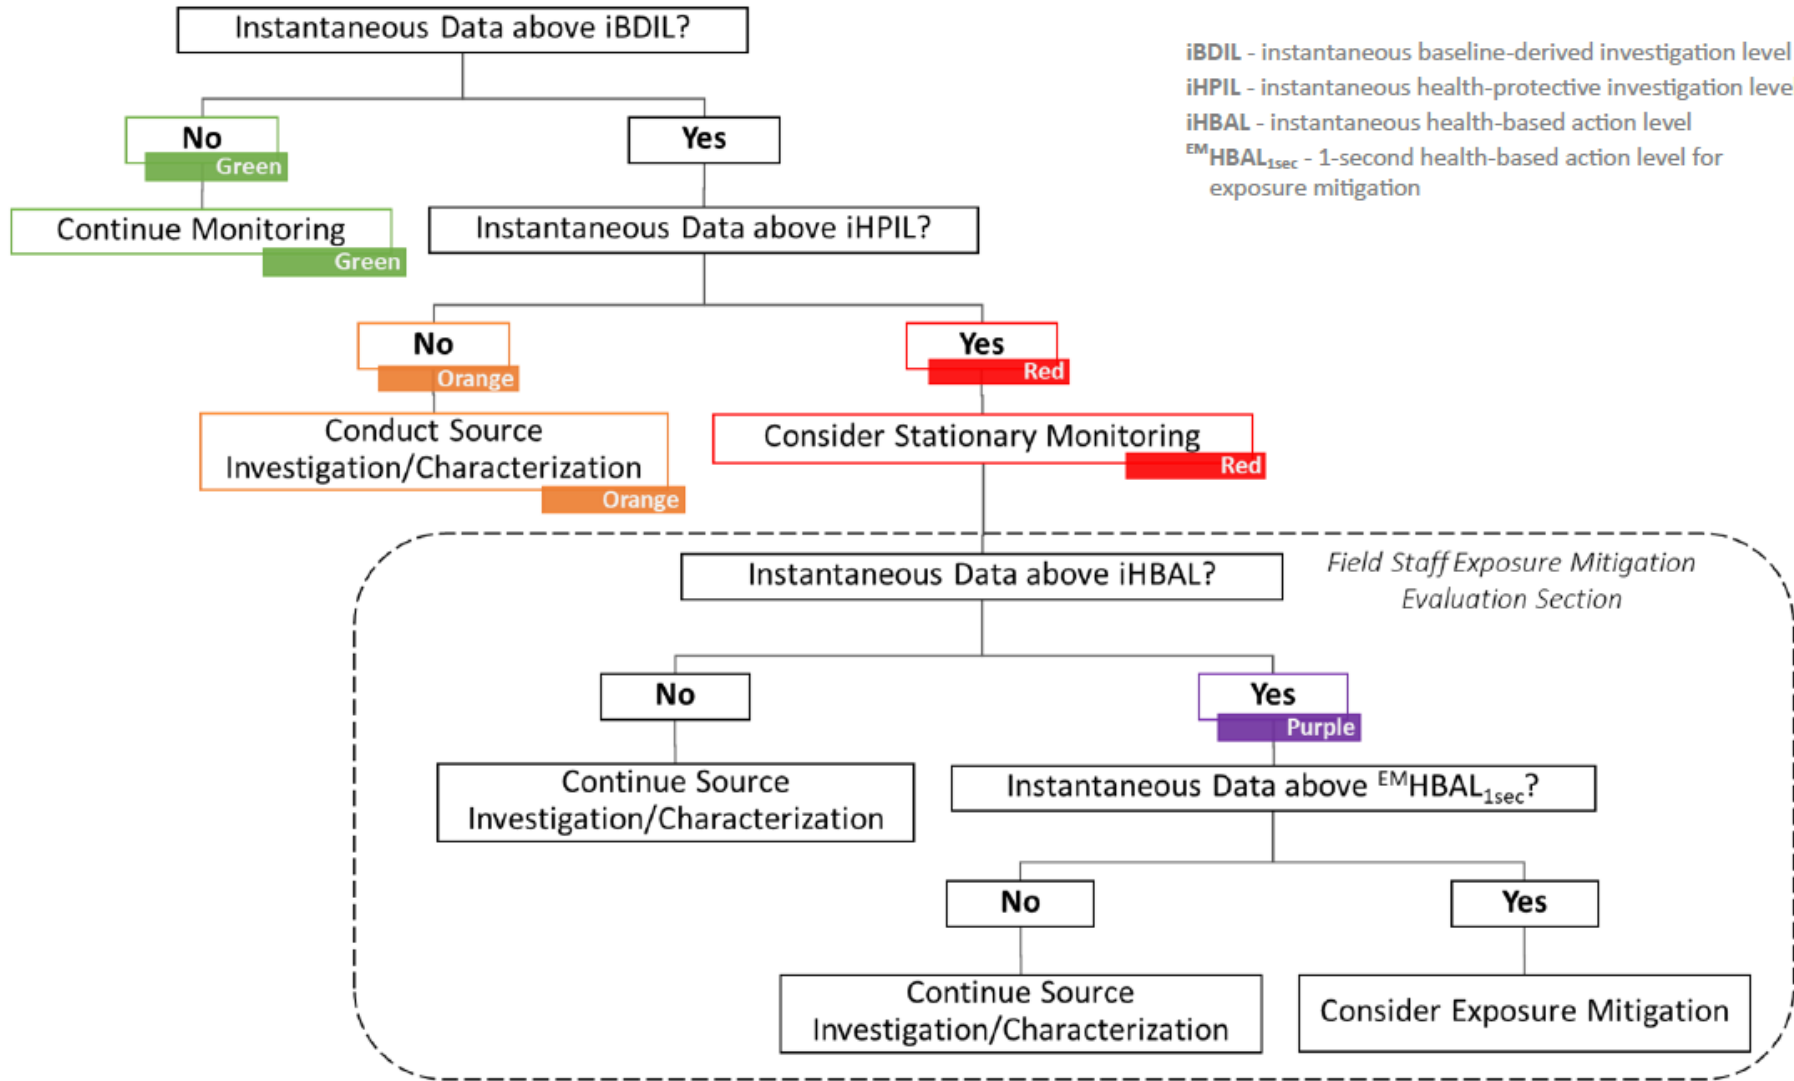 Instantaneous Data above iBDIL?
iBDIL - instantaneous baseline-derived investigation level
iHPIL - instantaneous health-protective investigation leve
iHBAL - instantaneous health-based action level
EMHBAL1sec - 1-second health-based action level for
exposure mitigation
No
Green
Yes
Continue Monitoring
Green
Instantaneous Data above iHPIL?
No
Orange
Yes
Red
Conduct Source
Investigation/Characterization
Orange
Consider Stationary Monitoring
Red
Field Staff Exposure Mitigation
Evaluation Section
Instantaneous Data above iHBAL?
No
Yes
Purple
Continue Source
Investigation/Characterization
Instantaneous Data above EMHBAL1sec?
No
Yes
Continue Source
Investigation/Characterization
Consider Exposure Mitigation